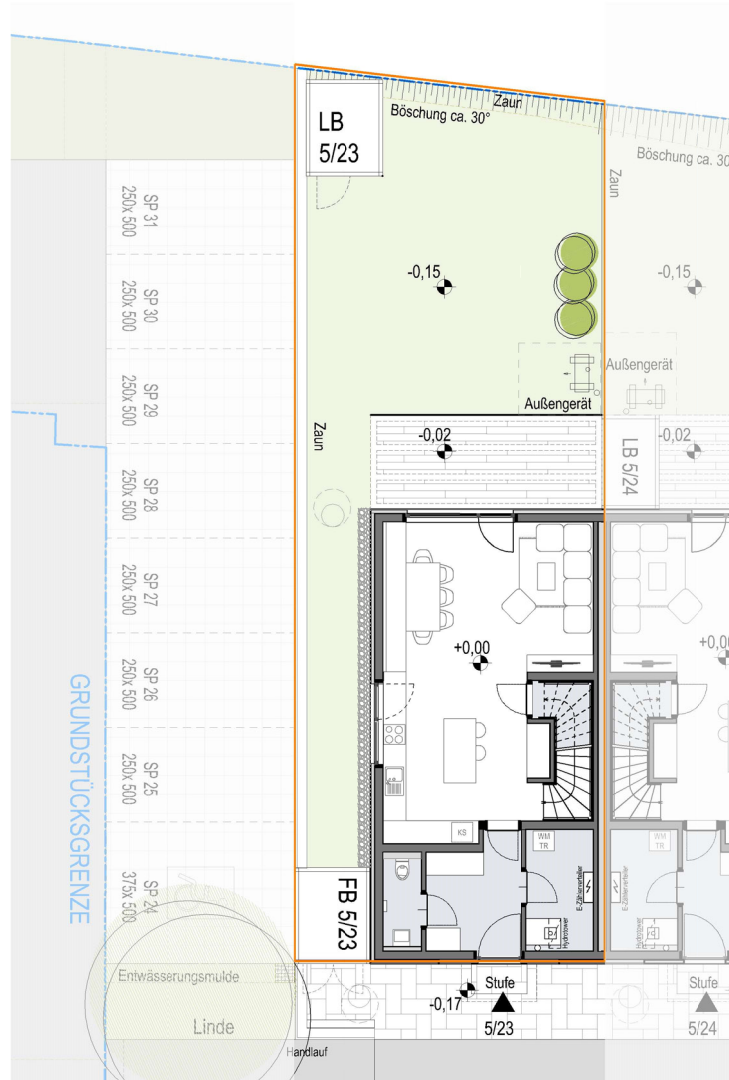 Zaun
Böschung ca. 30°
LB
5/23
Böschung ca. 30
Zaun
SP 31
250x 500
-0,15
-0,15
SP 30
250x 500
Außengerät
SP 29
250x 500
Außengerät
Zaun
-0,02
-0,02
LB 5/24
SP 28
250x 500
SP 27
250x 500
+0,00
+0,0
SP 26
250x 500
GRUNDSTÜCKSGRENZE
SP 25
250x 500
KS
WM
TR
WM
TR
SP 24
375x 500
FB 5/23
E-Zählerverteiler
E-Zählerverteiler
Hydrotower
Hydrotower
Entwässerungsmulde
Stufe
Stufe
-0,17
Linde
5/23
5/24
Handlauf